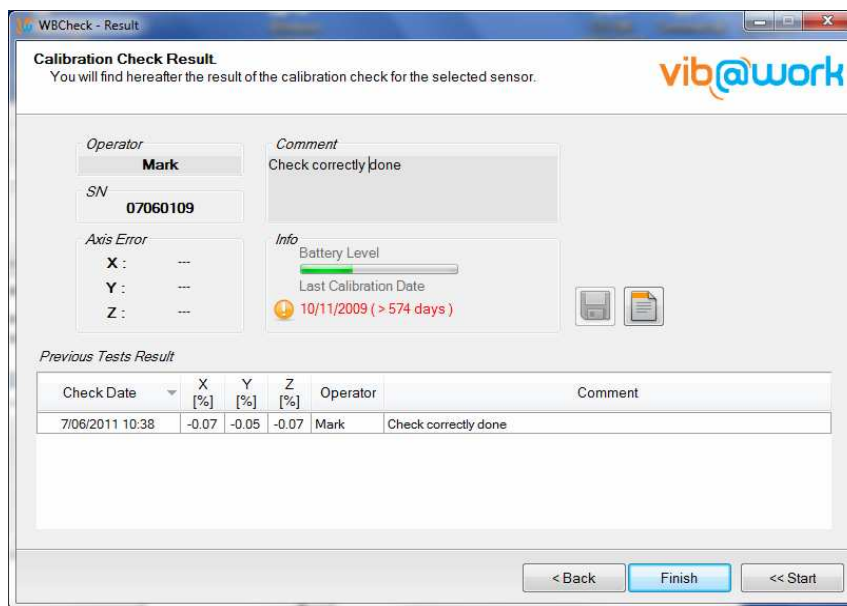 WBCheck - Result
Calibration Check Result.
You will find hereafter the result of the calibration check for the selected sensor.
vib@work
Operator
Mark
Comment
Check correctly done
SN
07060109
Axis Error
X : ---
Y : ---
Z : ---
Info
Battery Level
Last Calibration Date
10/11/2009 ( > 574 days )
Previous Tests Result
Check Date X [%] Y [%] Z [%] Operator Comment
7/06/2011 10:38 -0.07 -0.05 -0.07 Mark Check correctly done
< Back Finish << Start